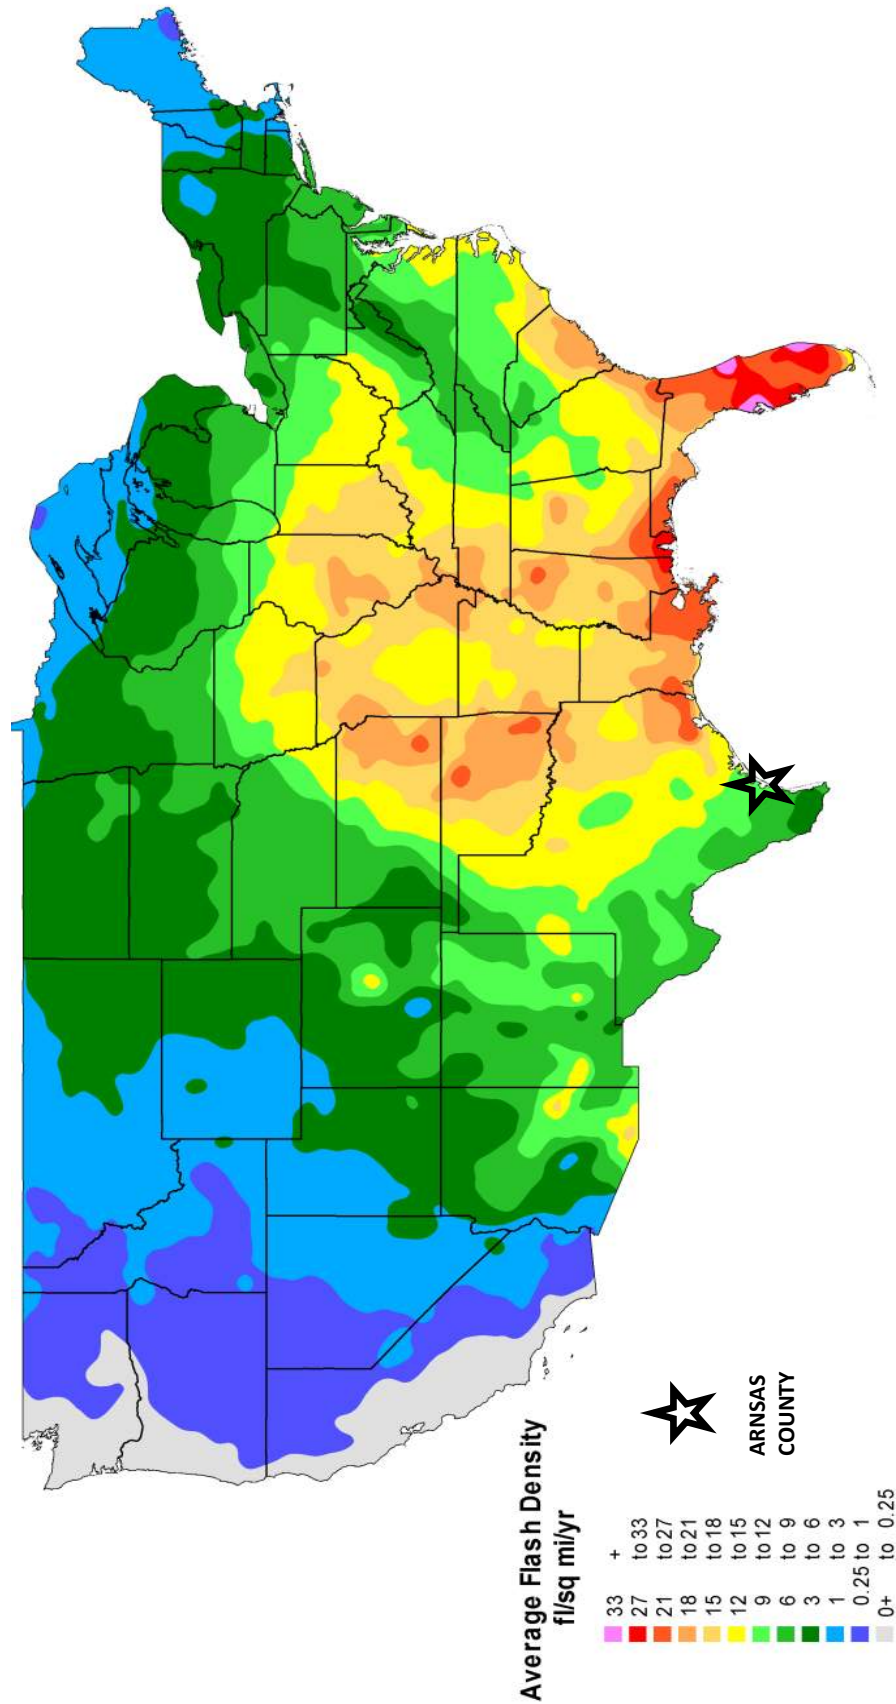 Average Flash Density
fl/sq mi/yr
33 +
27 to 33
21 to 27
18 to 21
15 to 18
12 to 15
9 to 12
6 to 9
3 to 6
1 to 3
0.25 to 1
0+ to 0.25
ARNSAS
COUNTY